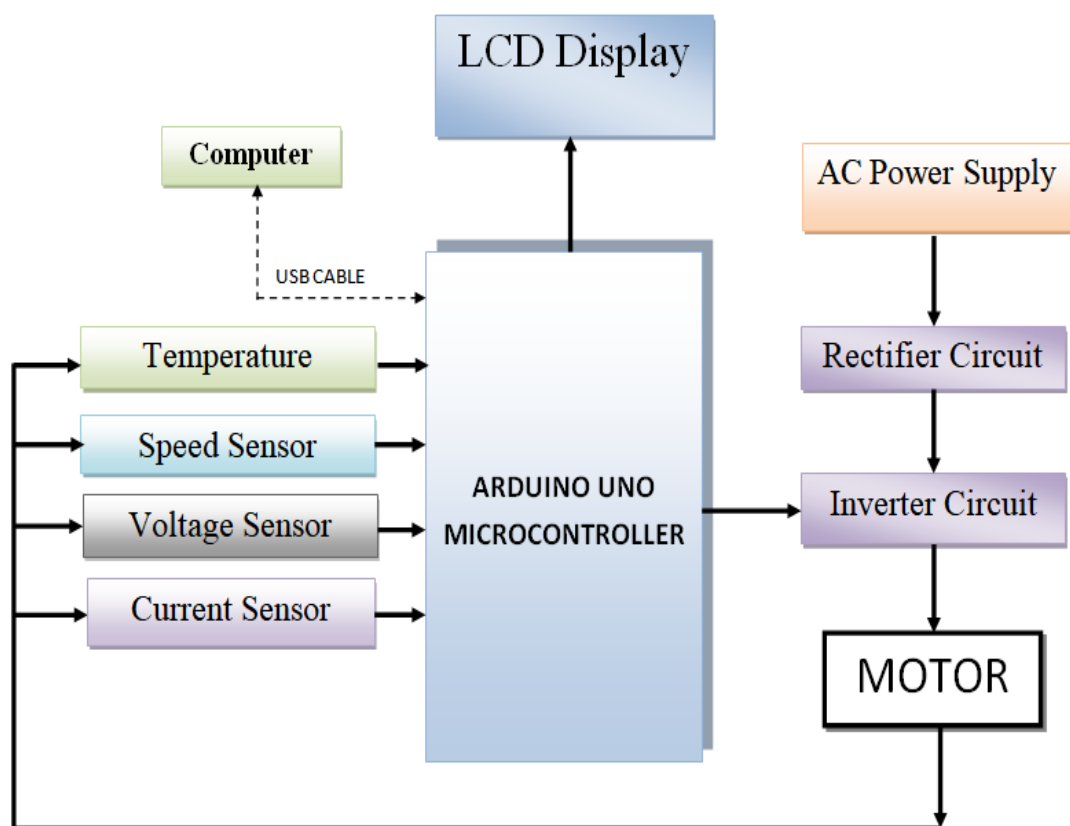 LCD Display
Computer
AC Power Supply
USB CABLE
Temperature
Rectifier Circuit
Speed Sensor
ARDUINO UNO
MICROCONTROLLER
Inverter Circuit
Voltage Sensor
Current Sensor
MOTOR